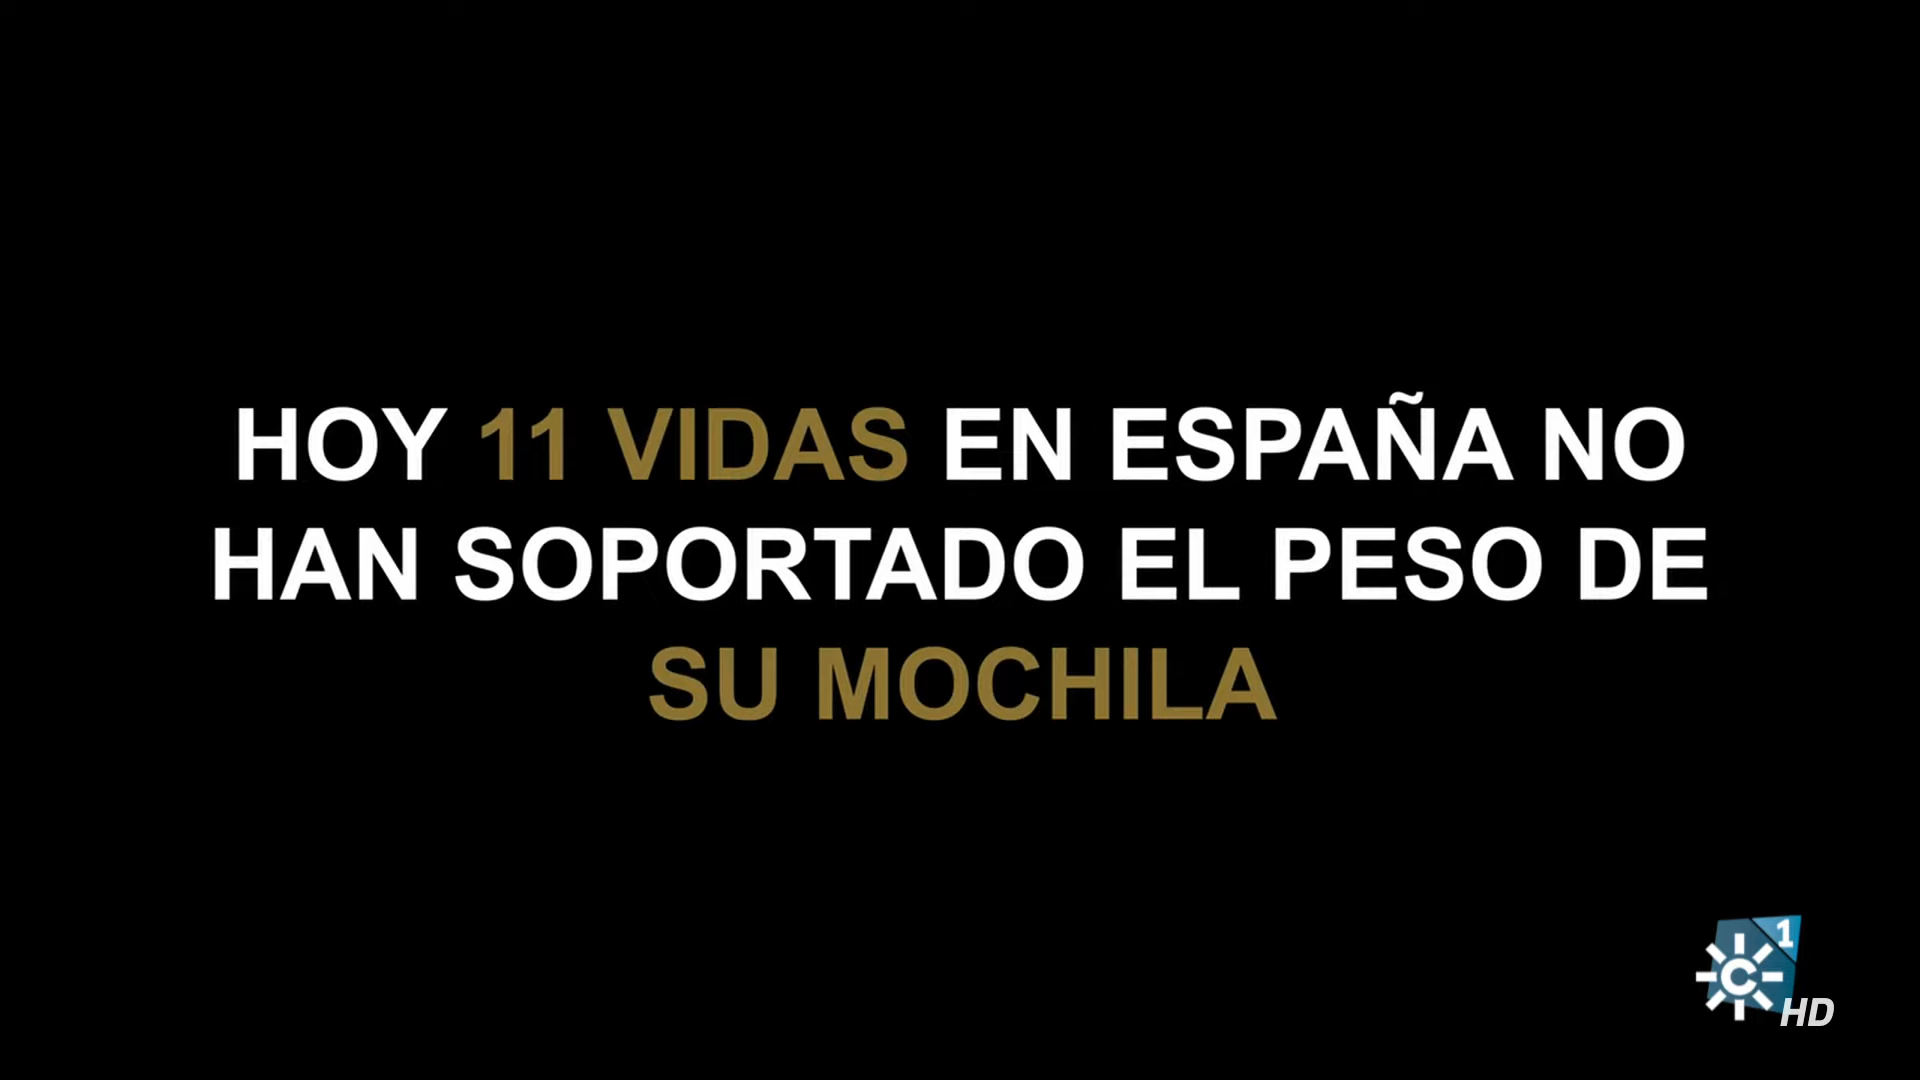 HOY 11 VIDAS EN ESPAÑA NO
HAN SOPORTADO EL PESO DE
SU MOCHILA
1
C
HD